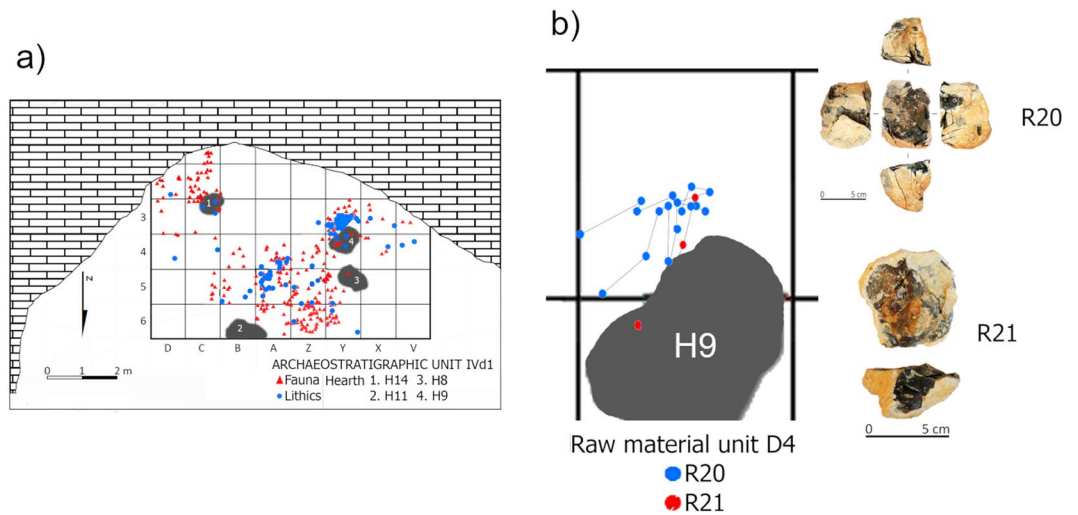 a)
1
4
3
2
3
4
5
6
z
D C B A Z Y X V
0 1 2 m
ARCHAEOSTRATIGRAPHIC UNIT IVd1
Fauna Hearth 1. H14 3. H8
Lithics 2. H11 4. H9
b)
H9
Raw material unit D4
R20
R21
R20
0 5 cm
R21
0 5 cm